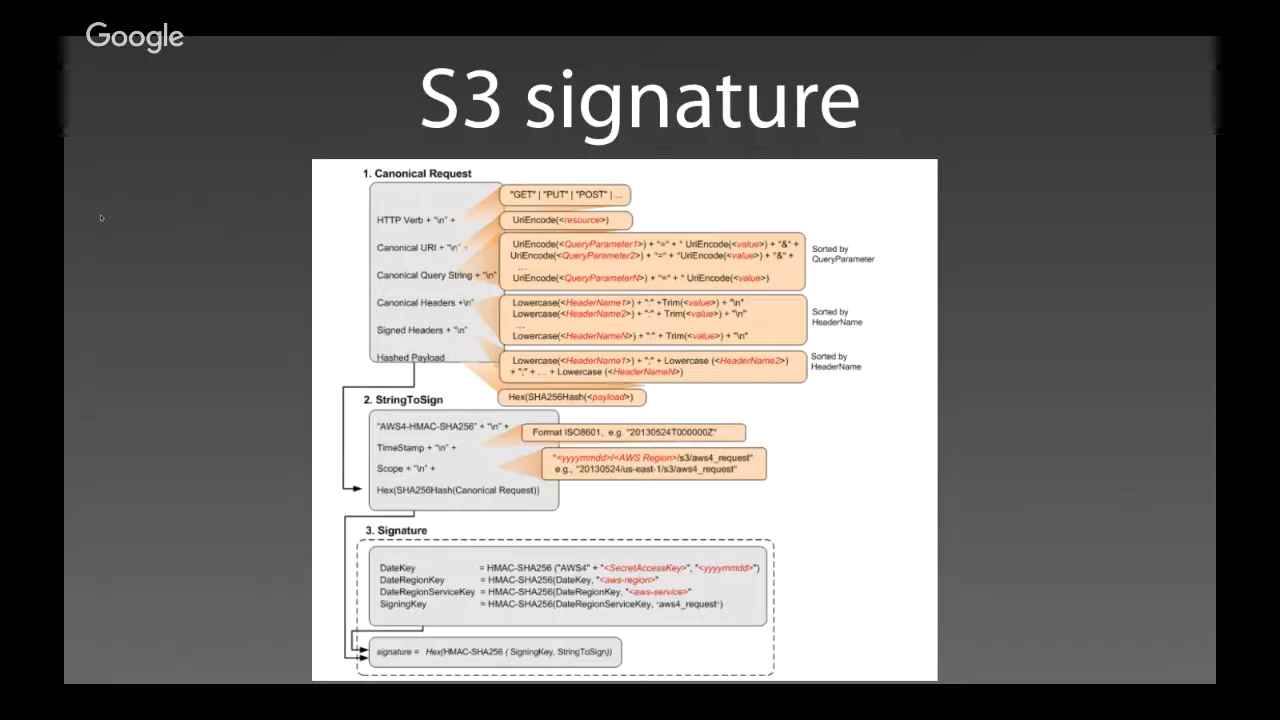 Google
S3 signature
1. Canonical Request
"GET" | "PUT" | "POST" | ...
HTTP Verb + "\n" +
UriEncode(<resource>)
Canonical URI + "\n" +
UriEncode(<QueryParameter1>) + "=" + " UriEncode(<value>) + "&" +
UriEncode(<QueryParameter2>) + "=" + "UriEncode(<value>) + "&" +
...
UriEncode(<QueryParameterN>) + "=" + " UriEncode(<value>)
Sorted by
QueryParameter
Canonical Query String + "\n"
Canonical Headers +\n"
Lowercase(<HeaderName1>) + ":" +Trim(<value>) + "\n"
Lowercase(<HeaderName2>) + ":" + Trim(<value>) + "\n"
...
Lowercase(<HeaderNameN>) + ":" + Trim(<value>) + "\n"
Sorted by
HeaderName
Signed Headers + "\n"
Lowercase(<HeaderName1>) + ";" + Lowercase (<HeaderName2>)
+ ";" + ... + Lowercase (<HeaderNameN>)
Sorted by
HeaderName
Hashed Payload
Hex(SHA256Hash(<payload>)
2. StringToSign
"AWS4-HMAC-SHA256" + "\n" +
Format ISO8601, e.g. "20130524T000000Z"
TimeStamp + "\n" +
"<yyyymmdd>/<AWS Region>/s3/aws4_request"
e.g., "20130524/us-east-1/s3/aws4_request"
Scope + "\n" +
Hex(SHA256Hash(Canonical Request))
3. Signature
DateKey = HMAC-SHA256 ("AWS4" + "<SecretAccessKey>", "<yyyymmdd>")
DateRegionKey = HMAC-SHA256(DateKey, "<aws-region>"
DateRegionServiceKey = HMAC-SHA256(DateRegionKey, "<aws-service>"
SigningKey = HMAC-SHA256(DateRegionServiceKey, "aws4_request")
signature = Hex(HMAC-SHA256 ( SigningKey, StringToSign))